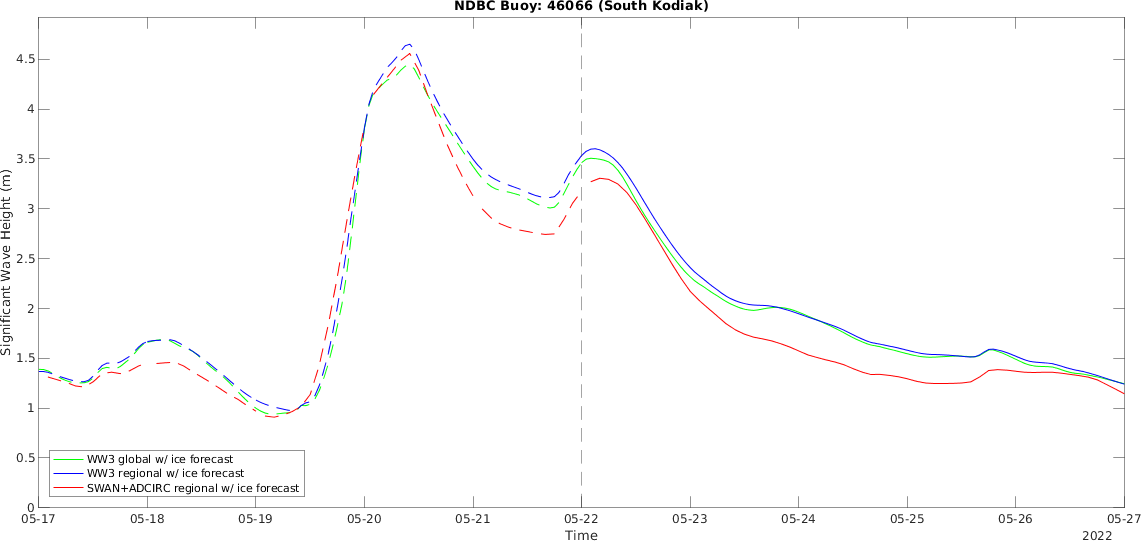 NDBC Buoy: 46066 (South Kodiak)
Significant Wave Height (m)
4.5
4
3.5
3
2.5
2
1.5
1
0.5
0
WW3 global w/ ice forecast
WW3 regional w/ ice forecast
SWAN+ADCIRC regional w/ ice forecast
05-17 05-18 05-19 05-20 05-21 05-22 05-23 05-24 05-25 05-26 05-27
Time
2022